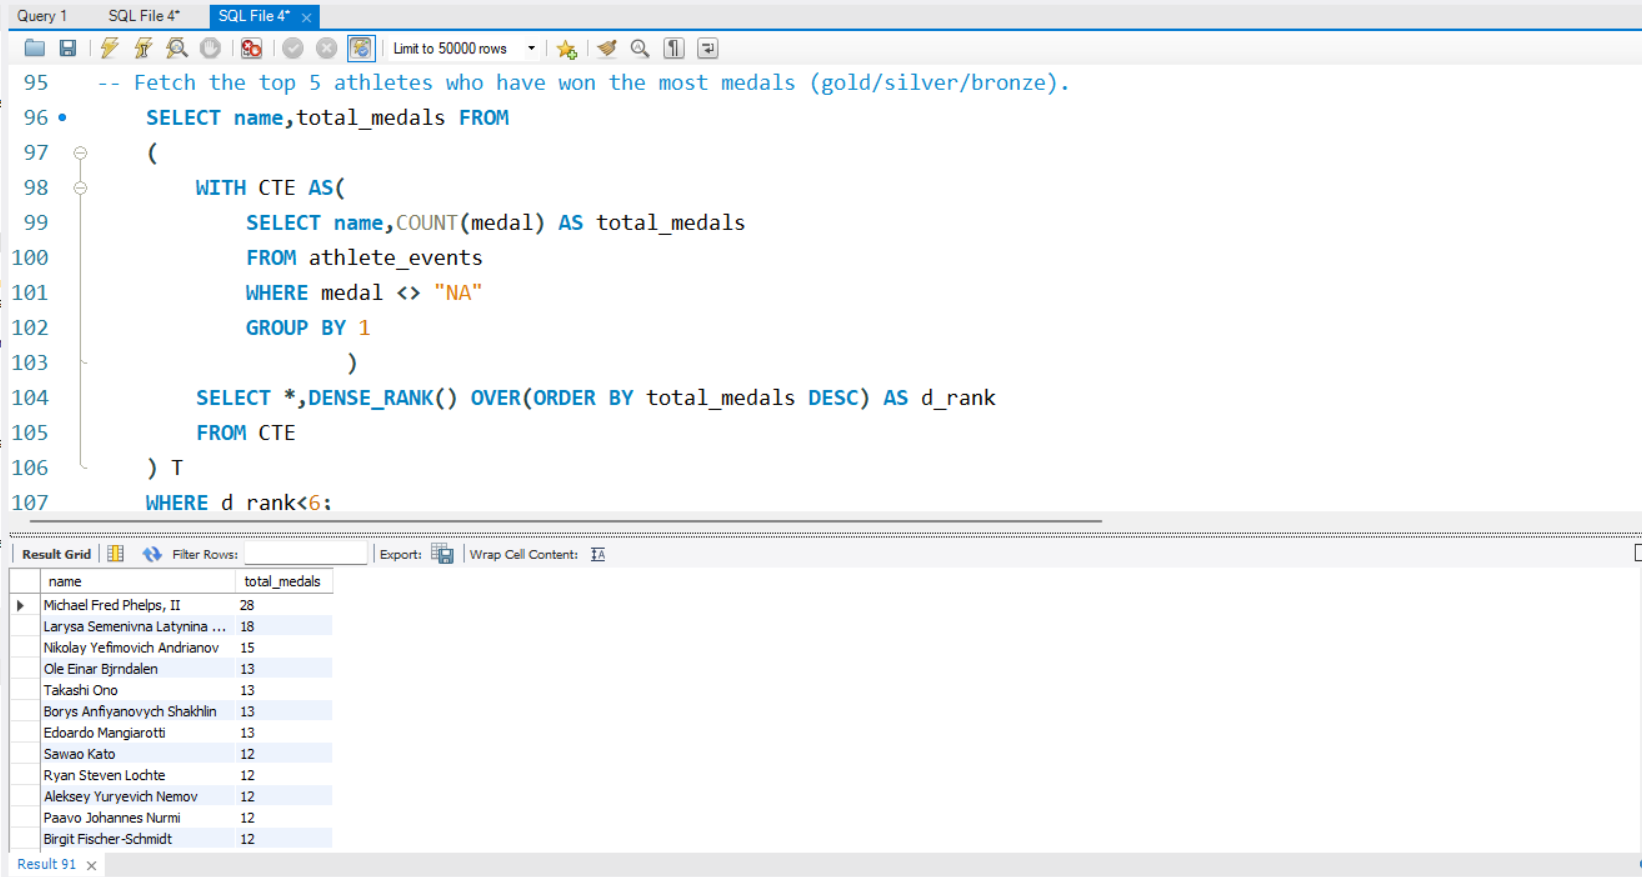 Query 1 SQL File 4* SQL File 4*
Limit to 50000 rows
95 -- Fetch the top 5 athletes who have won the most medals (gold/silver/bronze).
96 SELECT name,total_medals FROM
97 (
98 WITH CTE AS(
99 SELECT name,COUNT(medal) AS total_medals
100 FROM athlete_events
101 WHERE medal <> "NA"
102 GROUP BY 1
103 )
104 SELECT *,DENSE_RANK() OVER(ORDER BY total_medals DESC) AS d_rank
105 FROM CTE
106 ) T
107 WHERE d_rank<6;
Result Grid Filter Rows: Export: Wrap Cell Content:
name total_medals
Michael Fred Phelps, II 28
Larysa Semenivna Latynina ... 18
Nikolay Yefimovich Andrianov 15
Ole Einar Bjrndalen 13
Takashi Ono 13
Borys Anfiyanovych Shakhlin 13
Edoardo Mangiarotti 13
Sawao Kato 12
Ryan Steven Lochte 12
Aleksey Yuryevich Nemov 12
Paavo Johannes Nurmi 12
Birgit Fischer-Schmidt 12
Result 91